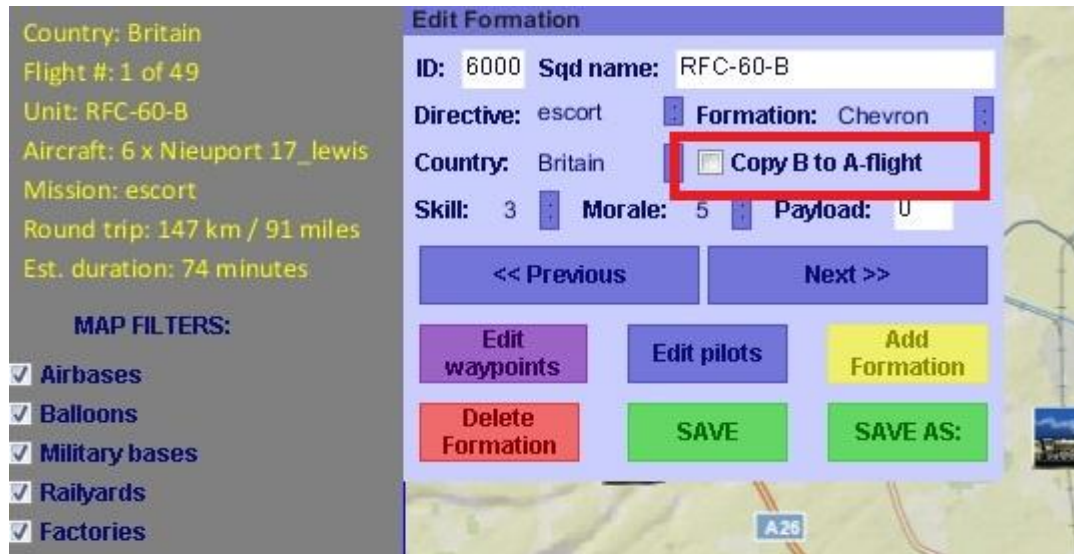 Country: Britain
Flight #: 1 of 49
Unit: RFC-60-B
Aircraft: 6 x Nieuport 17_lewis
Mission: escort
Round trip: 147 km / 91 miles
Est. duration: 74 minutes
MAP FILTERS:
Airbases
Balloons
Military bases
Railyards
Factories
Edit Formation
ID: 6000 Sqd name: RFC-60-B
Directive: escort Formation: Chevron
Country: Britain Copy B to A-flight
Skill: 3 Morale: 5 Payload: 0
<< Previous Next >>
Edit
waypoints
Edit pilots
Add
Formation
Delete
Formation
SAVE
SAVE AS:
A26